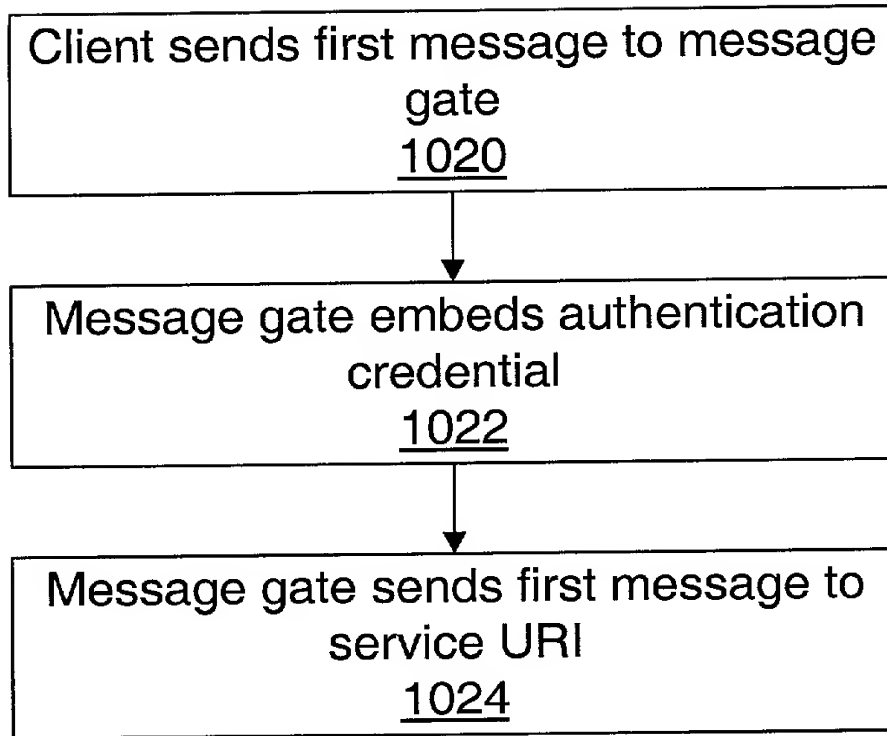 Client sends first message to message
gate
1020
Message gate embeds authentication
credential
1022
Message gate sends first message to
service URI
1024